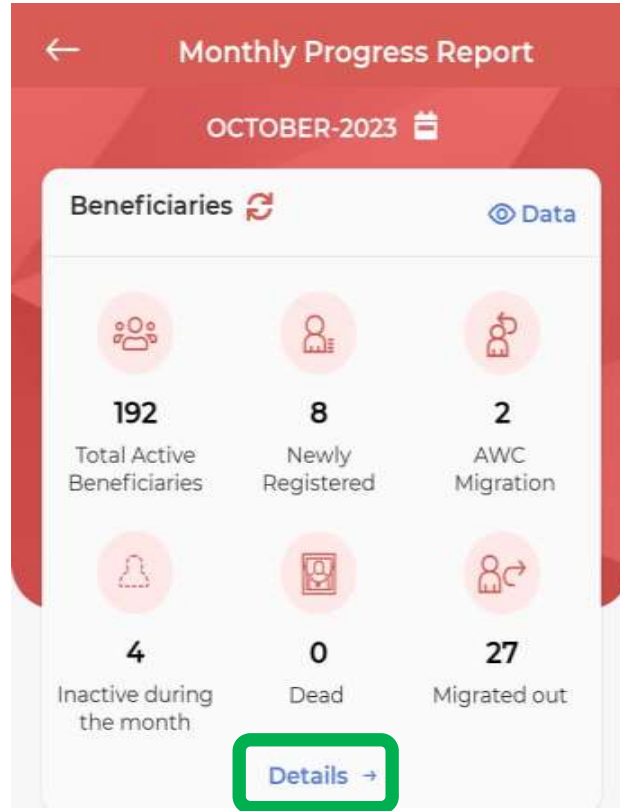 Monthly Progress Report
OCTOBER-2023
Beneficiaries
Data
192
8
2
Total Active
Beneficiaries
Newly
Registered
AWC
Migration
4
0
27
Inactive during
the month
Dead
Migrated out
Details →